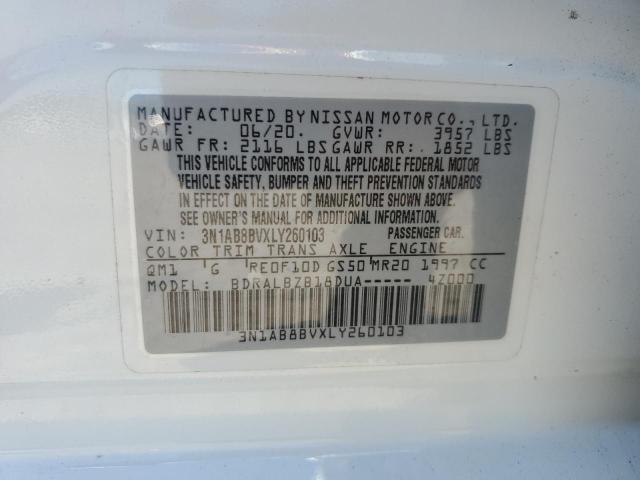 MANUFACTURED BY NISSAN MOTOR CO., LTD.
DATE: 06/20. GVWR: 3957 LBS
GAWR FR: 2116 LBS GAWR RR: 1852 LBS
THIS VEHICLE CONFORMS TO ALL APPLICABLE FEDERAL MOTOR
VEHICLE SAFETY, BUMPER AND THEFT PREVENTION STANDARDS
IN EFFECT ON THE DATE OF MANUFACTURE SHOWN ABOVE.
SEE OWNER'S MANUAL FOR ADDITIONAL INFORMATION.
VIN: 3N1AB8BVXLY260103 PASSENGER CAR.
COLOR TRIM TRANS AXLE ENGINE
QM1 G RE0F10D GS50 MR20 1997 CC
MODEL: BDRALBZB18DUA----- 4Z000
3N1AB8BVXLY260103